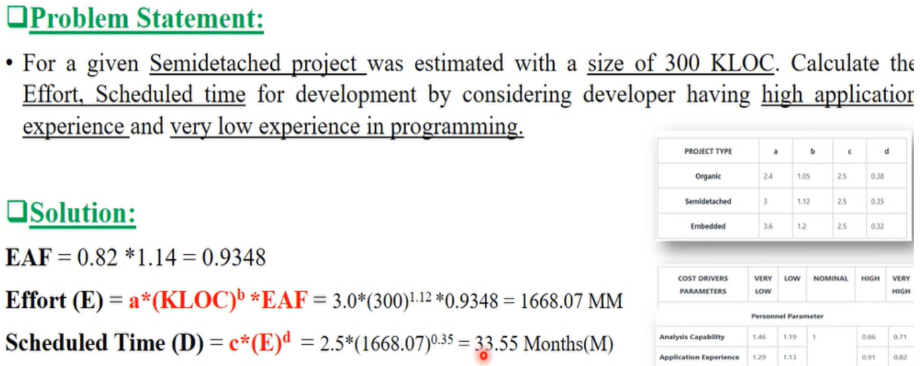 ❑Problem Statement:
• For a given Semidetached project was estimated with a size of 300 KLOC. Calculate the
Effort, Scheduled time for development by considering developer having high application
experience and very low experience in programming.
❑Solution:
EAF = 0.82 *1.14 = 0.9348
Effort (E) = a*(KLOC)ᵇ *EAF = 3.0*(300)¹·¹² *0.9348 = 1668.07 MM
Scheduled Time (D) = c*(E)ᵈ = 2.5*(1668.07)⁰·³⁵ = 33.55 Months(M)
PROJECT TYPE a b c d
Organic 2.4 1.05 2.5 0.38
Semidetached 3 1.12 2.5 0.35
Embedded 3.6 1.2 2.5 0.32
COST DRIVERS PARAMETERS VERY LOW LOW NOMINAL HIGH VERY HIGH
Personnel Parameter
Analysis Capability 1.46 1.19 1 0.86 0.71
Application Experience 1.29 1.13 0.91 0.82